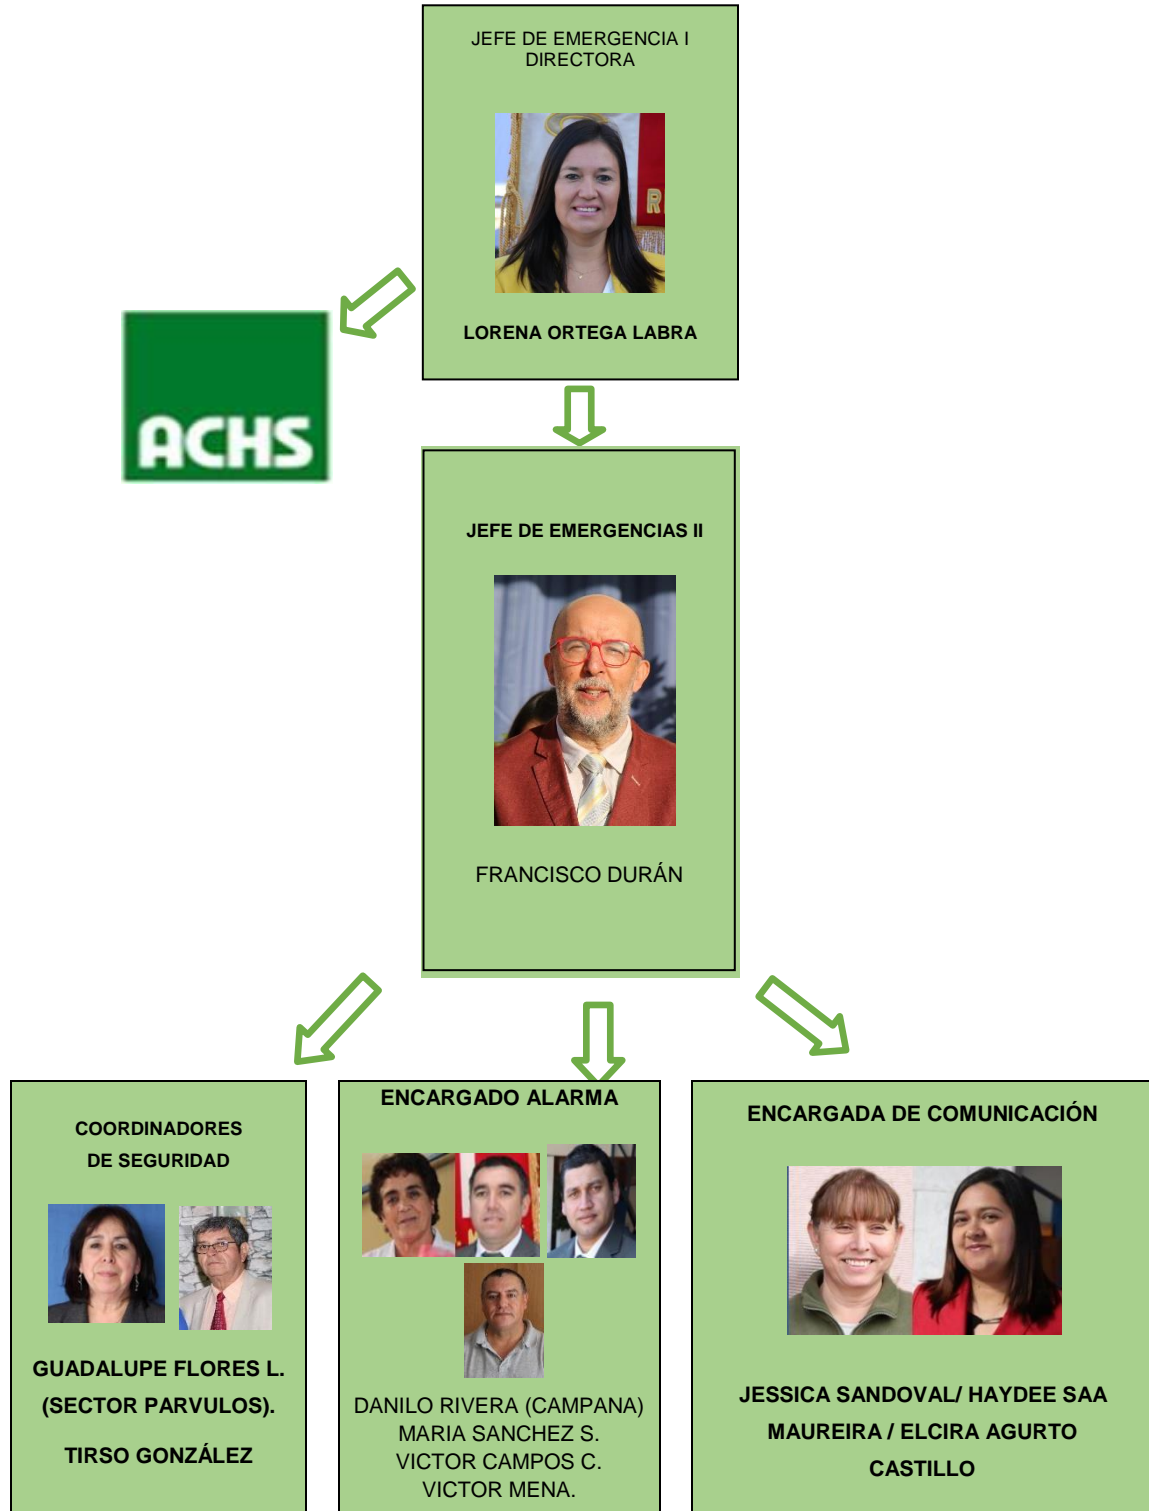 JEFE DE EMERGENCIA I
DIRECTORA
R
LORENA ORTEGA LABRA
ACHS
JEFE DE EMERGENCIAS II
FRANCISCO DURÁN
COORDINADORES
DE SEGURIDAD
GUADALUPE FLORES L.
(SECTOR PARVULOS).
TIRSO GONZÁLEZ
ENCARGADO ALARMA
DANILO RIVERA (CAMPANA)
MARIA SANCHEZ S.
VICTOR CAMPOS C.
VICTOR MENA.
ENCARGADA DE COMUNICACIÓN
JESSICA SANDOVAL/ HAYDEE SAA
MAUREIRA / ELCIRA AGURTO
CASTILLO